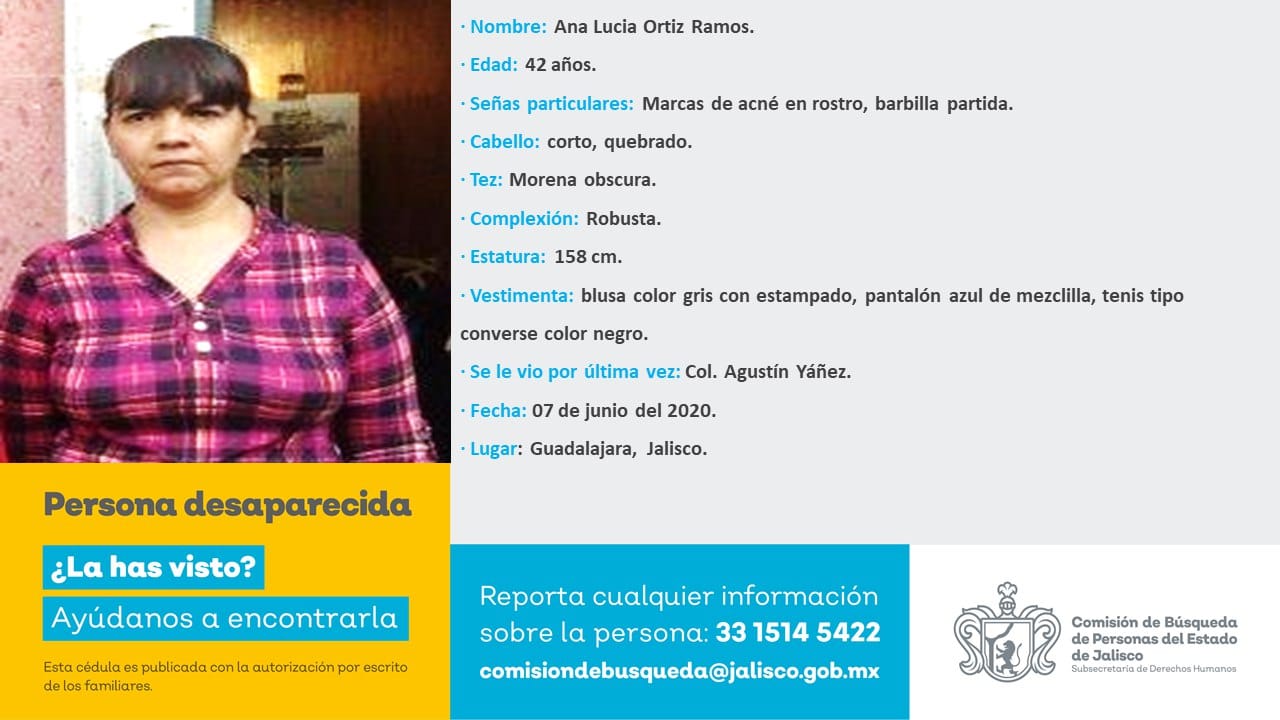 · Nombre: Ana Lucia Ortiz Ramos.
· Edad: 42 años.
· Señas particulares: Marcas de acné en rostro, barbilla partida.
· Cabello: corto, quebrado.
· Tez: Morena obscura.
· Complexión: Robusta.
· Estatura: 158 cm.
· Vestimenta: blusa color gris con estampado, pantalón azul de mezclilla, tenis tipo
converse color negro.
· Se le vio por última vez: Col. Agustín Yáñez.
· Fecha: 07 de junio del 2020.
· Lugar: Guadalajara, Jalisco.
Persona desaparecida
¿La has visto?
Ayúdanos a encontrarla
Esta cédula es publicada con la autorización por escrito
de los familiares.
Reporta cualquier información
sobre la persona: 33 1514 5422
comisiondebusqueda@jalisco.gob.mx
Comisión de Búsqueda
de Personas del Estado
de Jalisco
Subsecretaría de Derechos Humanos